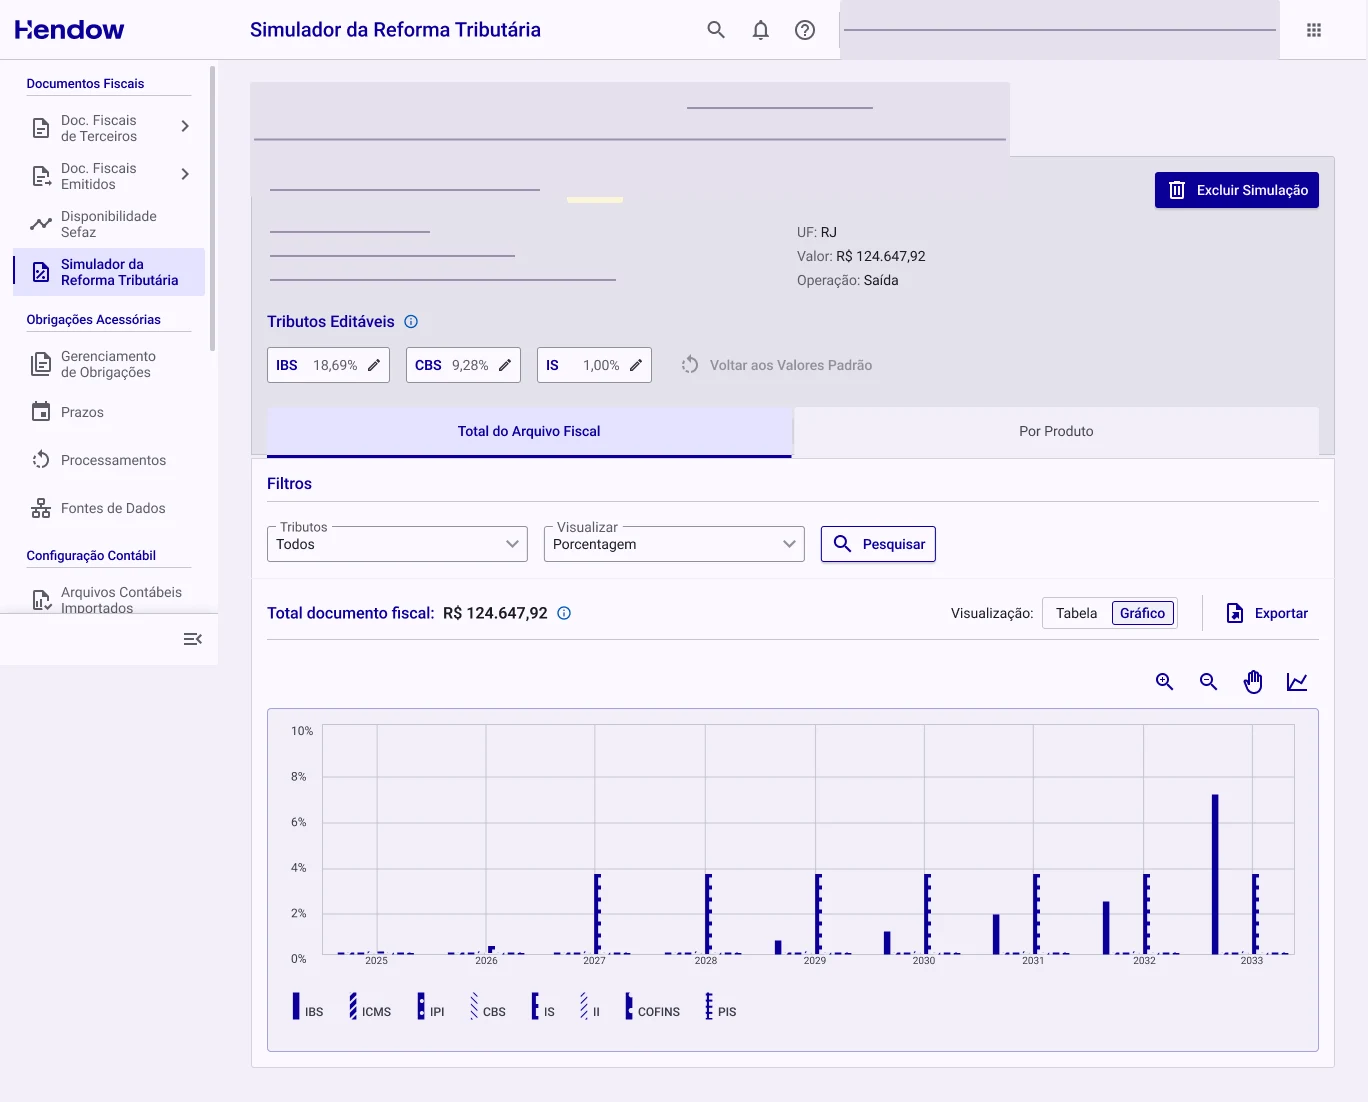 Hendow
Simulador da Reforma Tributária
Documentos Fiscais
Doc. Fiscais
de Terceiros
Doc. Fiscais
Emitidos
Disponibilidade
Sefaz
Simulador da
Reforma Tributária
Obrigações Acessórias
Gerenciamento
de Obrigações
Prazos
Processamentos
Fontes de Dados
Configuração Contábil
Arquivos Contábeis
Importados
Excluir Simulação
UF: RJ
Valor: R$ 124.647,92
Operação: Saída
Tributos Editáveis
IBS 18,69%
CBS 9,28%
IS 1,00%
Voltar aos Valores Padrão
Total do Arquivo Fiscal
Por Produto
Filtros
Tributos
Todos
Visualizar
Porcentagem
Pesquisar
Total documento fiscal: R$ 124.647,92
Visualização: Tabela Gráfico
Exportar
10%
8%
6%
4%
2%
0%
2025 2026 2027 2028 2029 2030 2031 2032 2033
IBS ICMS IPI CBS IS II COFINS PIS